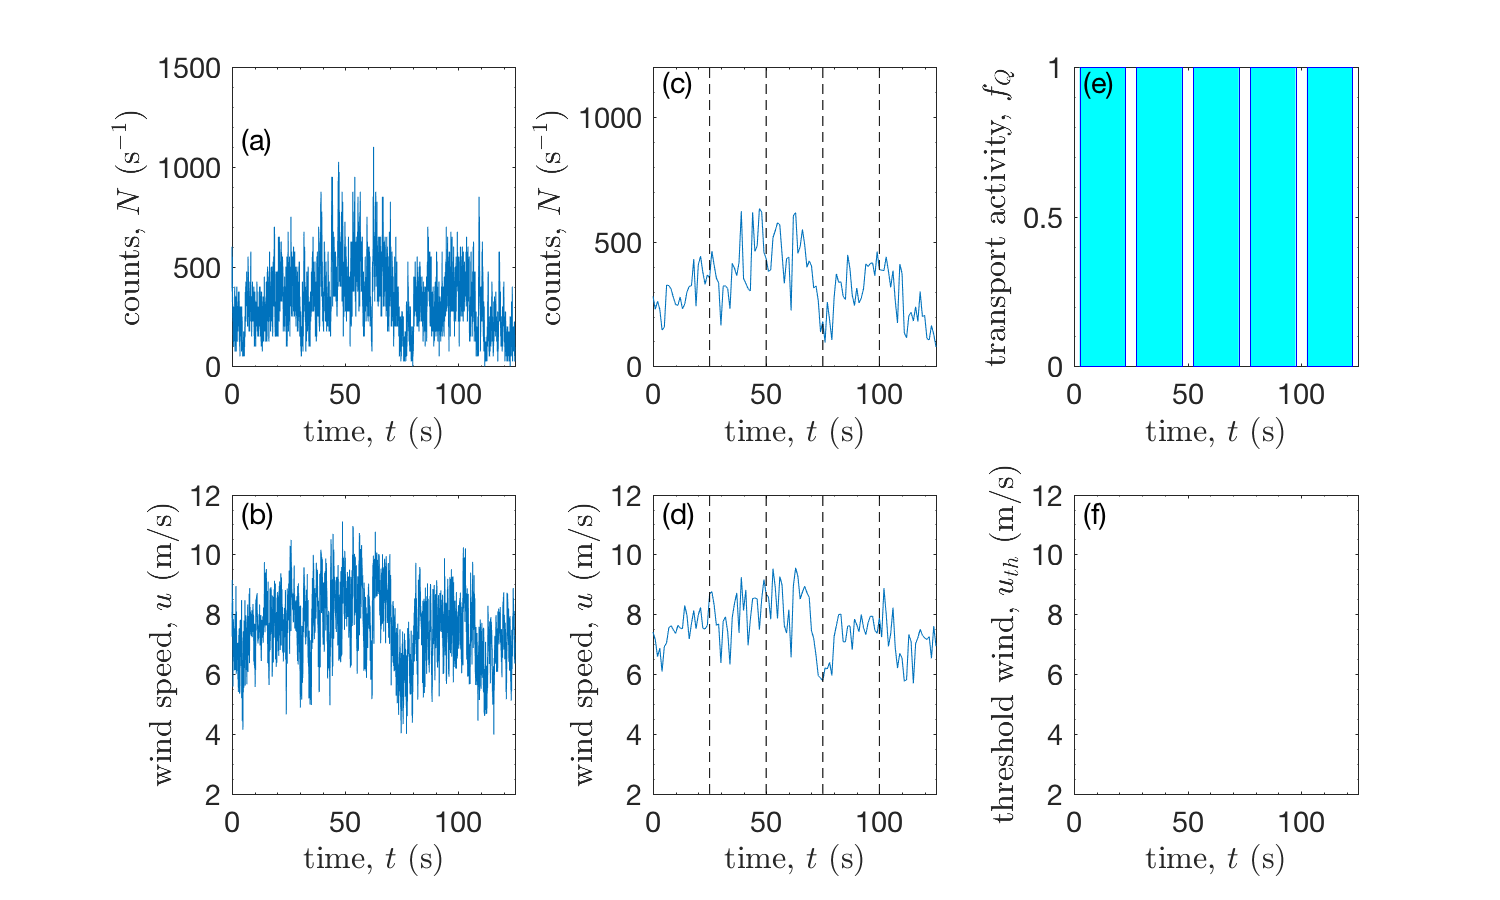 (a)
counts, N (s⁻¹)
1500
1000
500
0
0 50 100
time, t (s)
(c)
counts, N (s⁻¹)
1000
500
0
0 50 100
time, t (s)
(e)
transport activity, f_Q
1
0.5
0
0 50 100
time, t (s)
(b)
wind speed, u (m/s)
12
10
8
6
4
2
0 50 100
time, t (s)
(d)
wind speed, u (m/s)
12
10
8
6
4
2
0 50 100
time, t (s)
(f)
threshold wind, u_th (m/s)
12
10
8
6
4
2
0 50 100
time, t (s)